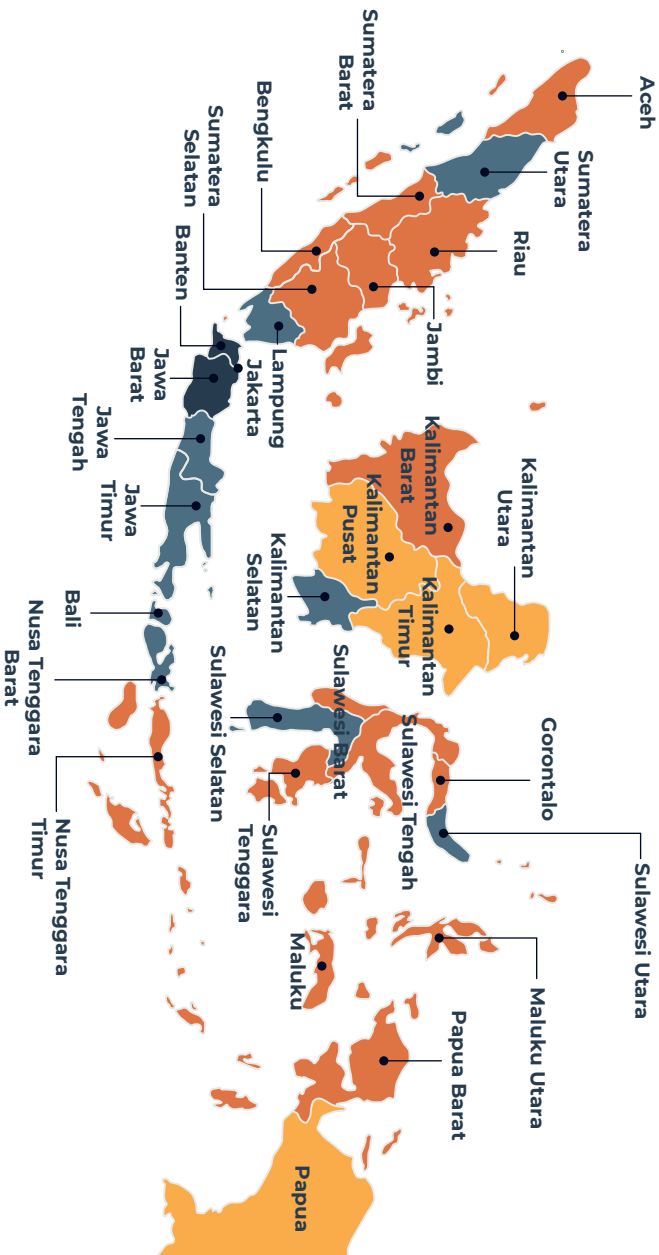 Aceh
Sumatera
Utara
Sumatera
Barat
Riau
Bengkulu
Jambi
Sumatera
Selatan
Lampung
Banten
Jakarta
Jawa
Barat
Jawa
Tengah
Jawa
Timur
Bali
Nusa Tenggara
Barat
Nusa Tenggara
Timur
Kalimantan
Barat
Kalimantan
Pusat
Kalimantan
Selatan
Kalimantan
Timur
Kalimantan
Utara
Sulawesi Barat
Sulawesi Selatan
Sulawesi Tengah
Sulawesi
Tenggara
Gorontalo
Sulawesi Utara
Maluku
Maluku Utara
Papua Barat
Papua